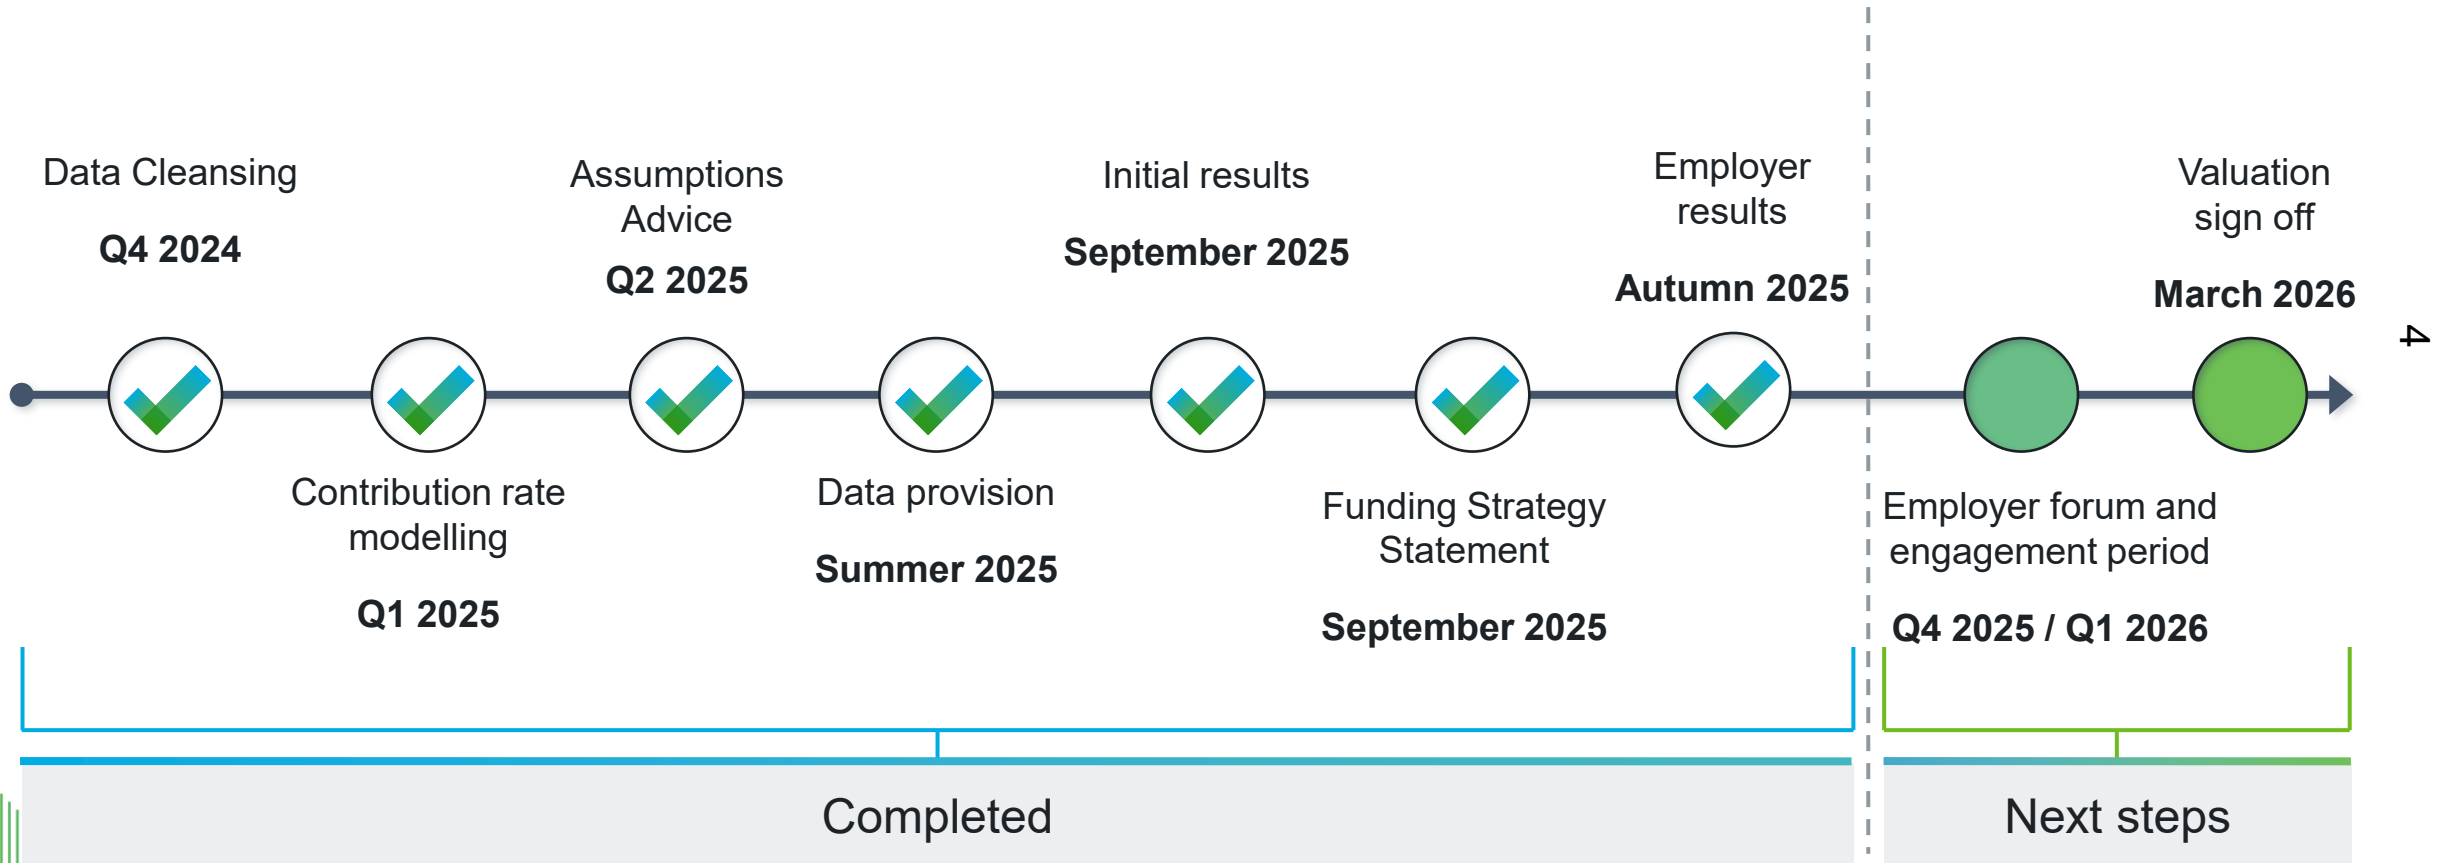 Data Cleansing
Q4 2024
Contribution rate
modelling
Q1 2025
Assumptions
Advice
Q2 2025
Data provision
Summer 2025
Initial results
September 2025
Funding Strategy
Statement
September 2025
Employer
results
Autumn 2025
Employer forum and
engagement period
Q4 2025 / Q1 2026
Valuation
sign off
March 2026
4
Completed
Next steps